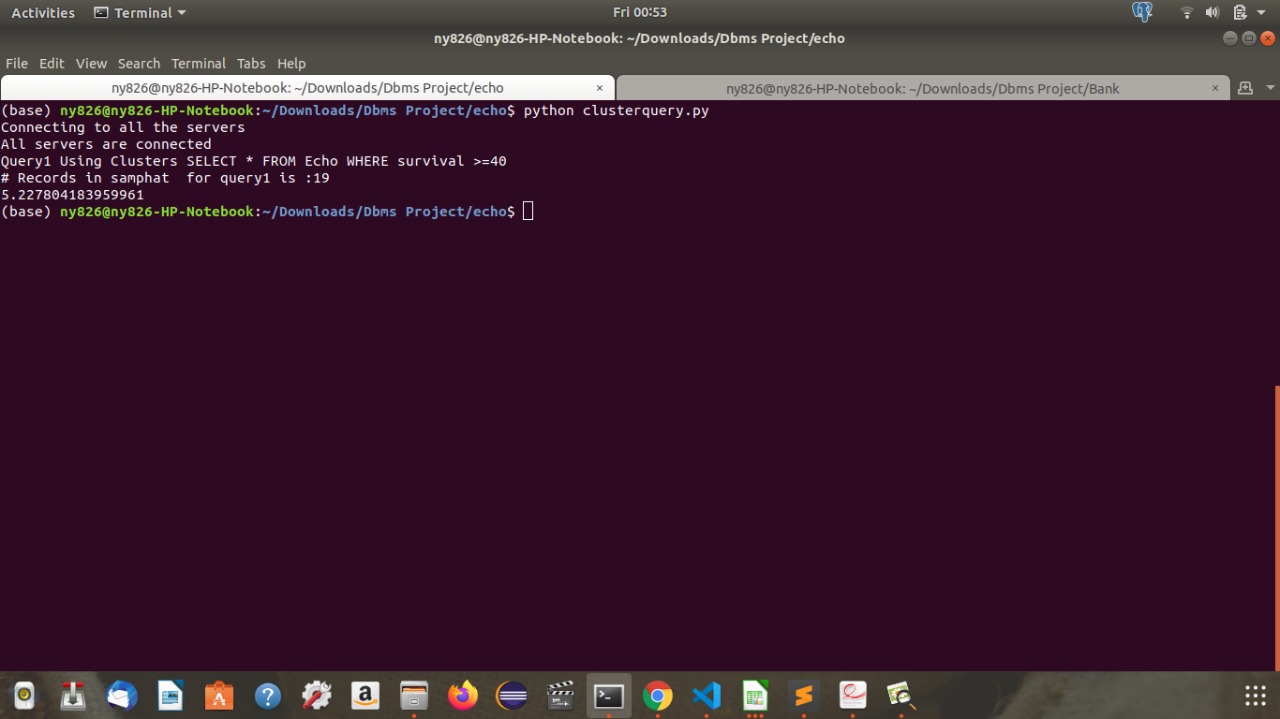 Activities Terminal Fri 00:53
ny826@ny826-HP-Notebook: ~/Downloads/Dbms Project/echo
File Edit View Search Terminal Tabs Help
ny826@ny826-HP-Notebook: ~/Downloads/Dbms Project/echo × ny826@ny826-HP-Notebook: ~/Downloads/Dbms Project/Bank ×
(base) ny826@ny826-HP-Notebook:~/Downloads/Dbms Project/echo$ python clusterquery.py
Connecting to all the servers
All servers are connected
Query1 Using Clusters SELECT * FROM Echo WHERE survival >=40
# Records in samphat  for query1 is :19
5.227804183959961
(base) ny826@ny826-HP-Notebook:~/Downloads/Dbms Project/echo$